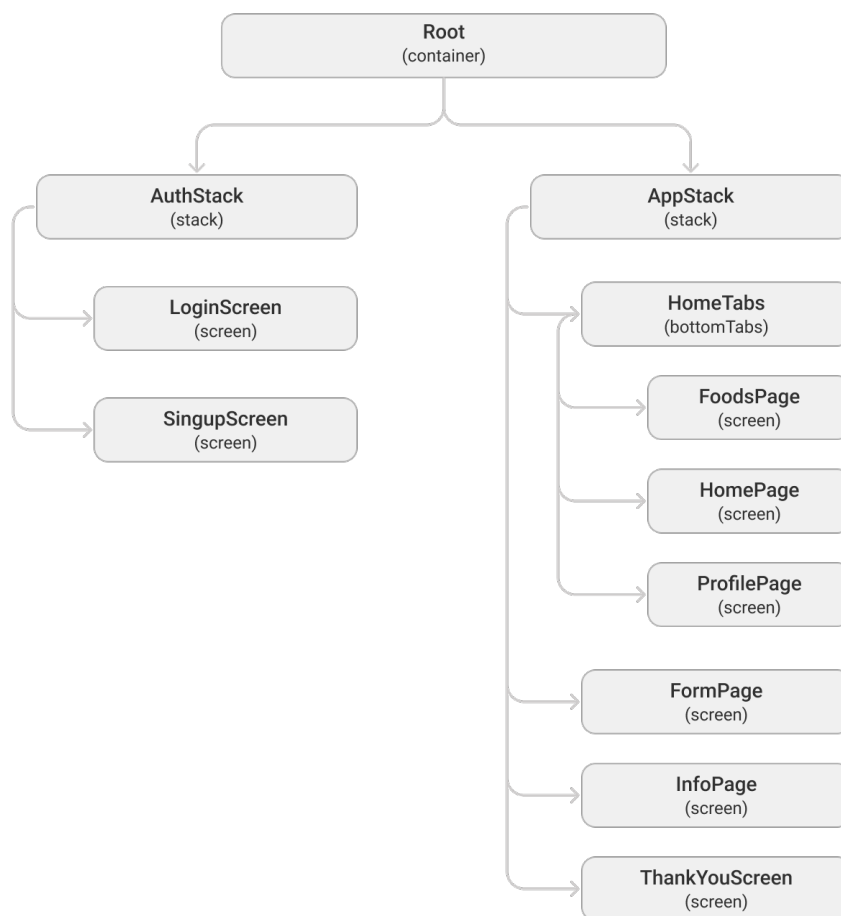 Root
(container)
AuthStack
(stack)
LoginScreen
(screen)
SingupScreen
(screen)
AppStack
(stack)
HomeTabs
(bottomTabs)
FoodsPage
(screen)
HomePage
(screen)
ProfilePage
(screen)
FormPage
(screen)
InfoPage
(screen)
ThankYouScreen
(screen)